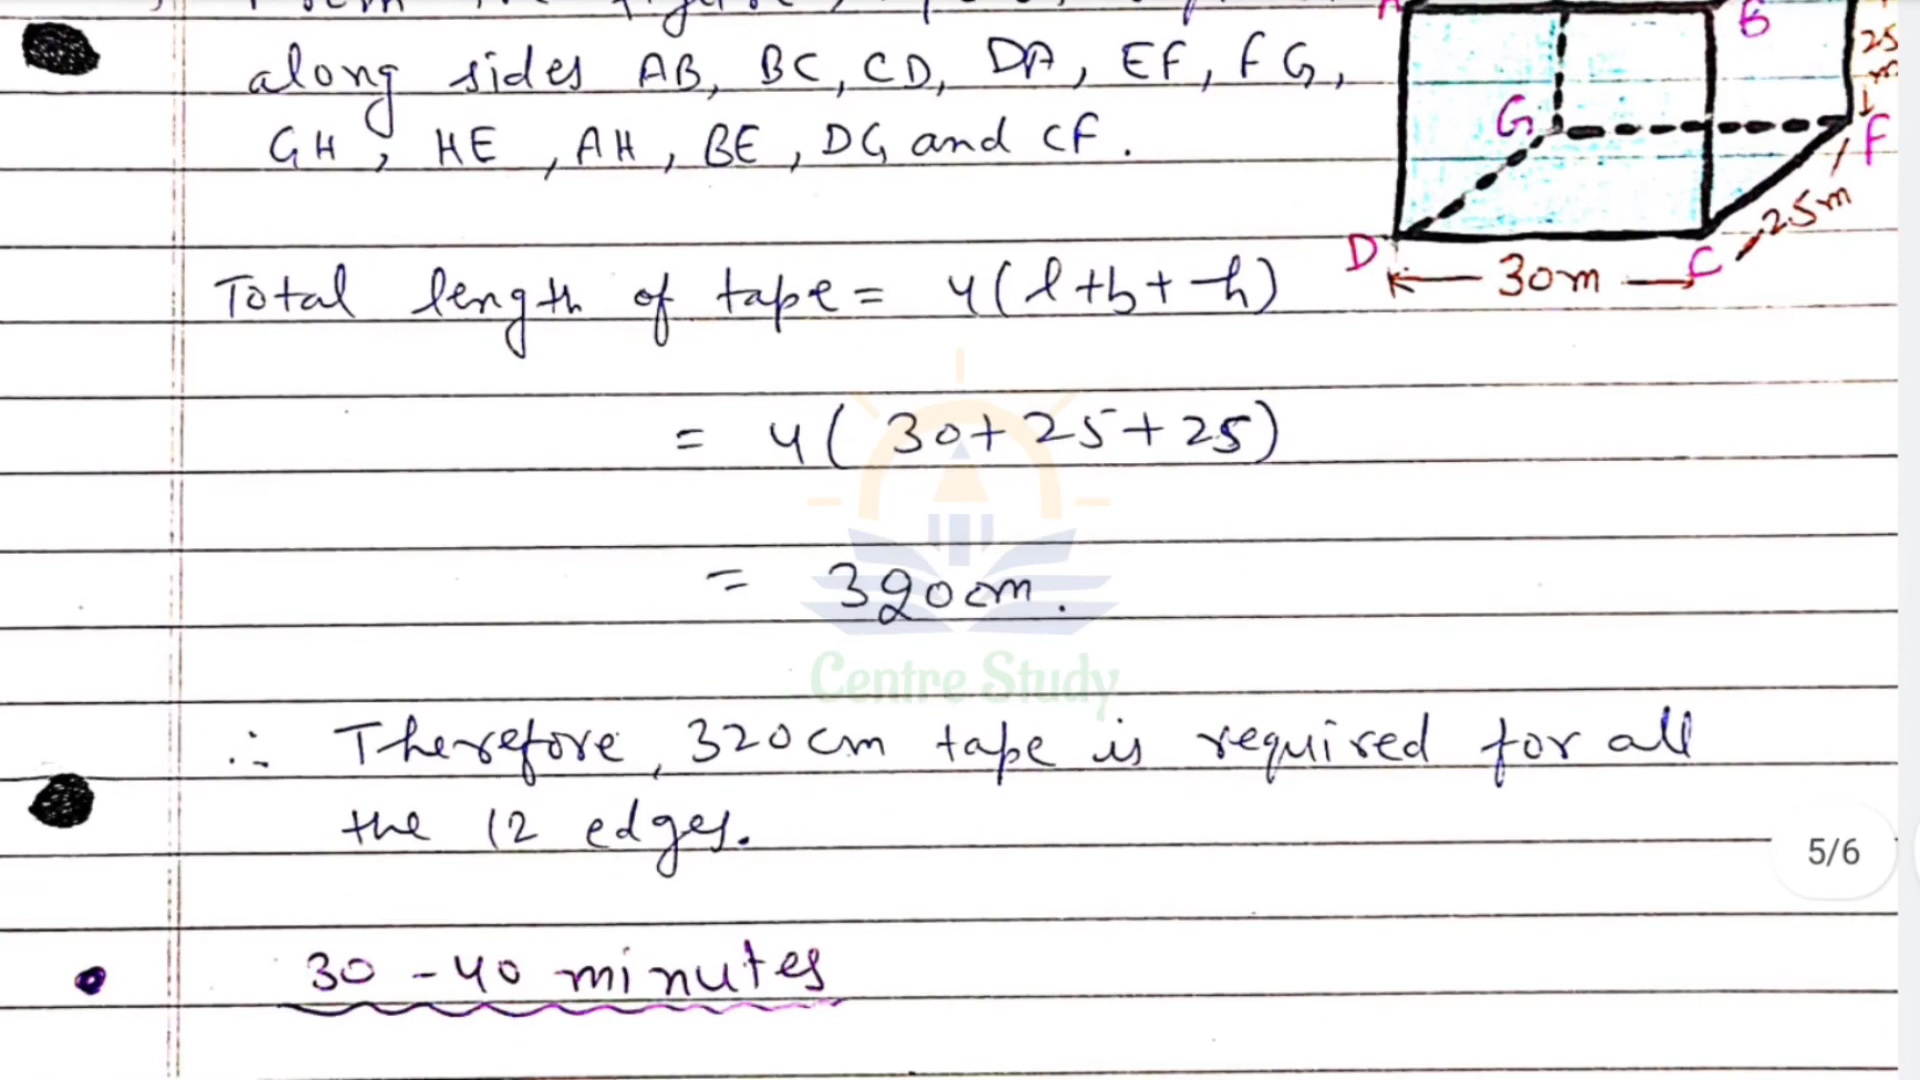 along sides AB, BC, CD, DA, EF, FG,
GH, HE, AH, BE, DG and CF.
A
B
25
m
G
F
25m
D
C
30m
Total length of tape = 4(l+b+h)
= 4(30+25+25)
= 320cm.
Centre Study
∴ Therefore, 320cm tape is required for all
the 12 edges.
5/6
30-40 minutes